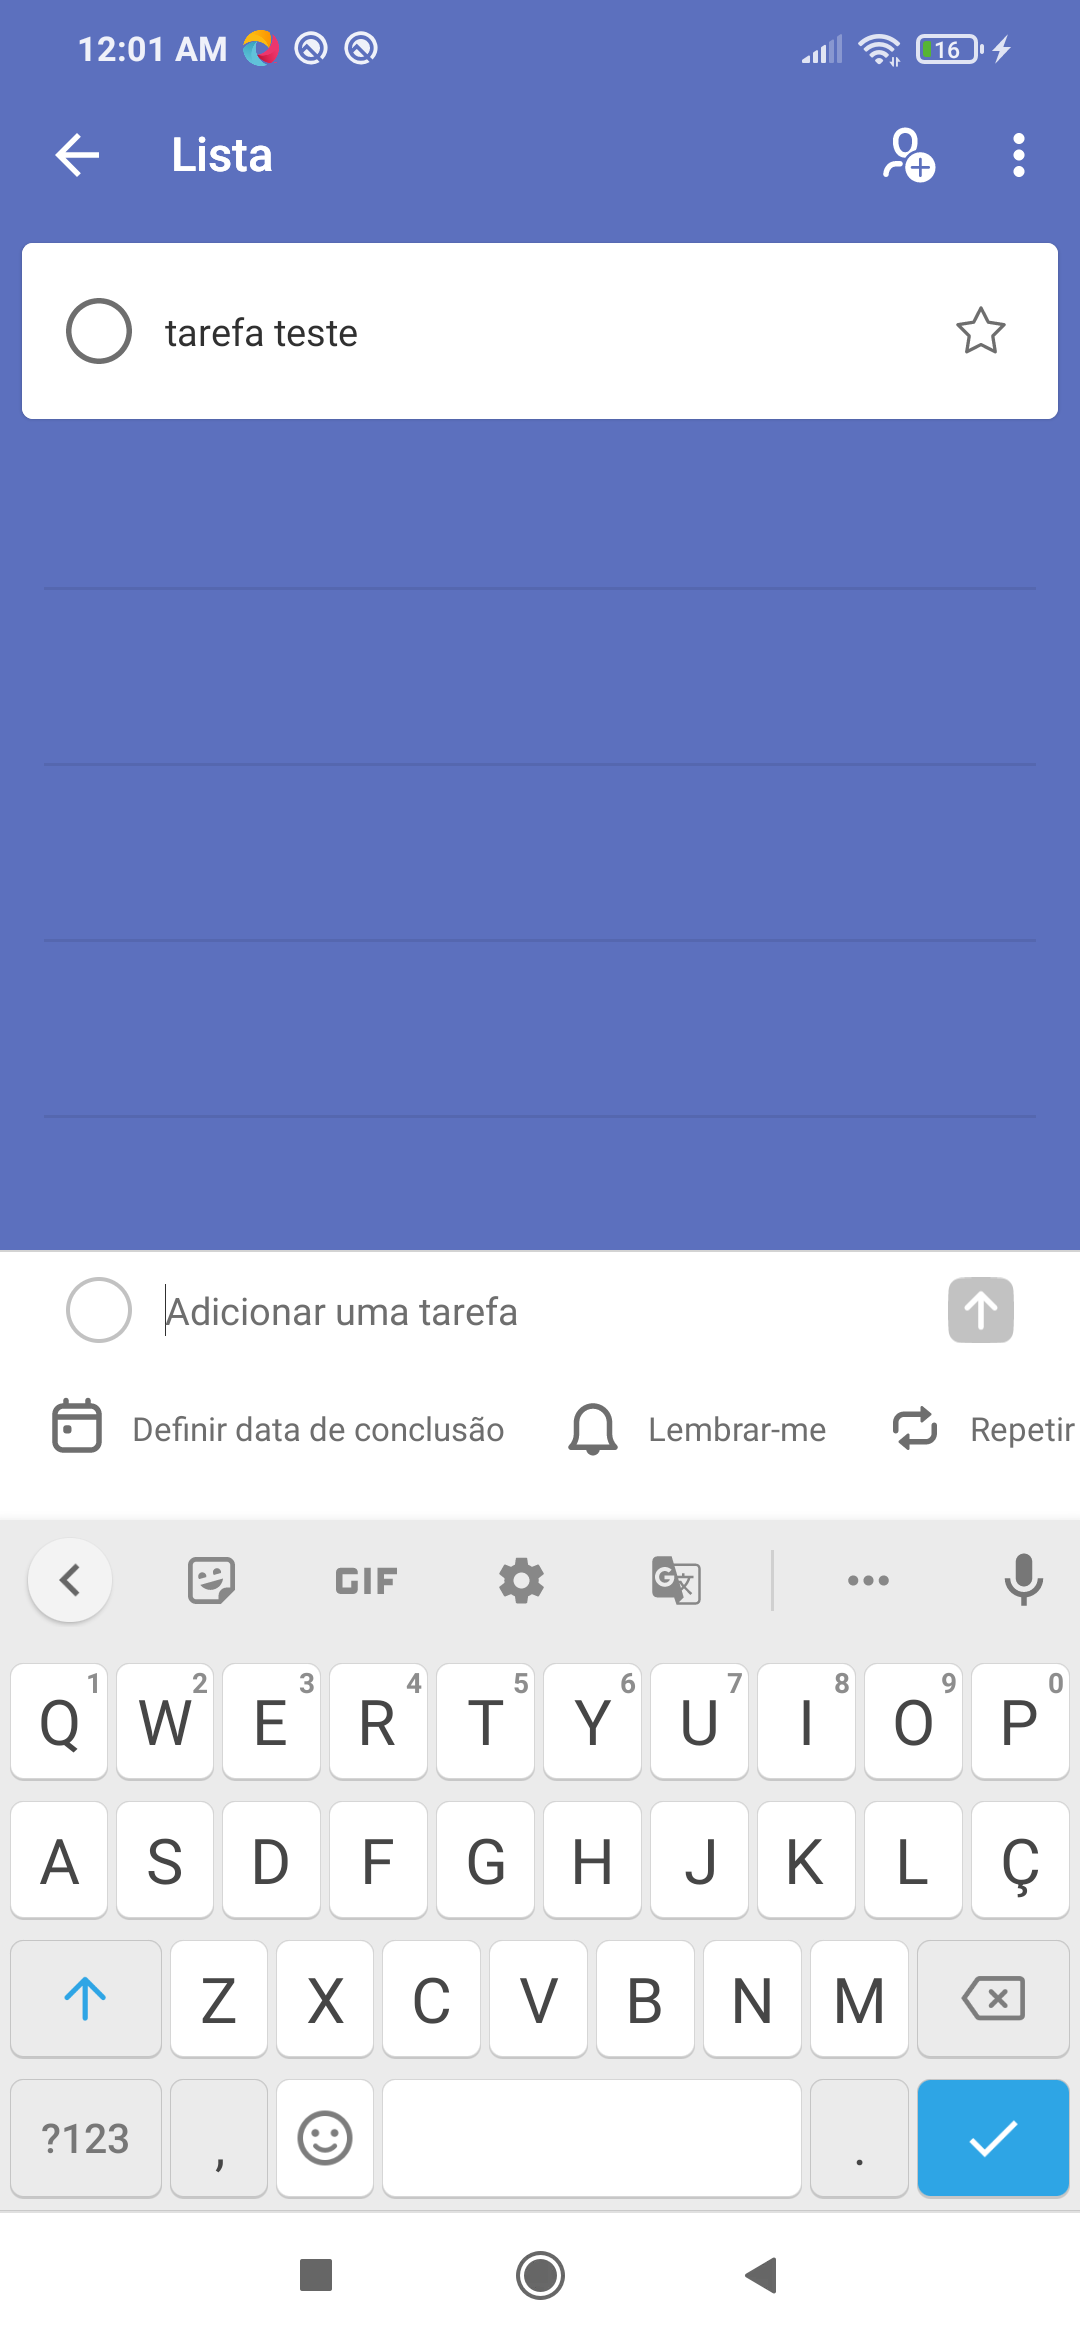 12:01 AM 16
Lista
tarefa teste
Adicionar uma tarefa
Definir data de conclusão Lembrar-me Repetir
GIF G 文
Q1 W2 E3 R4 T5 Y6 U7 I8 O9 P0
A S D F G H J K L Ç
Z X C V B N M
?123 , .